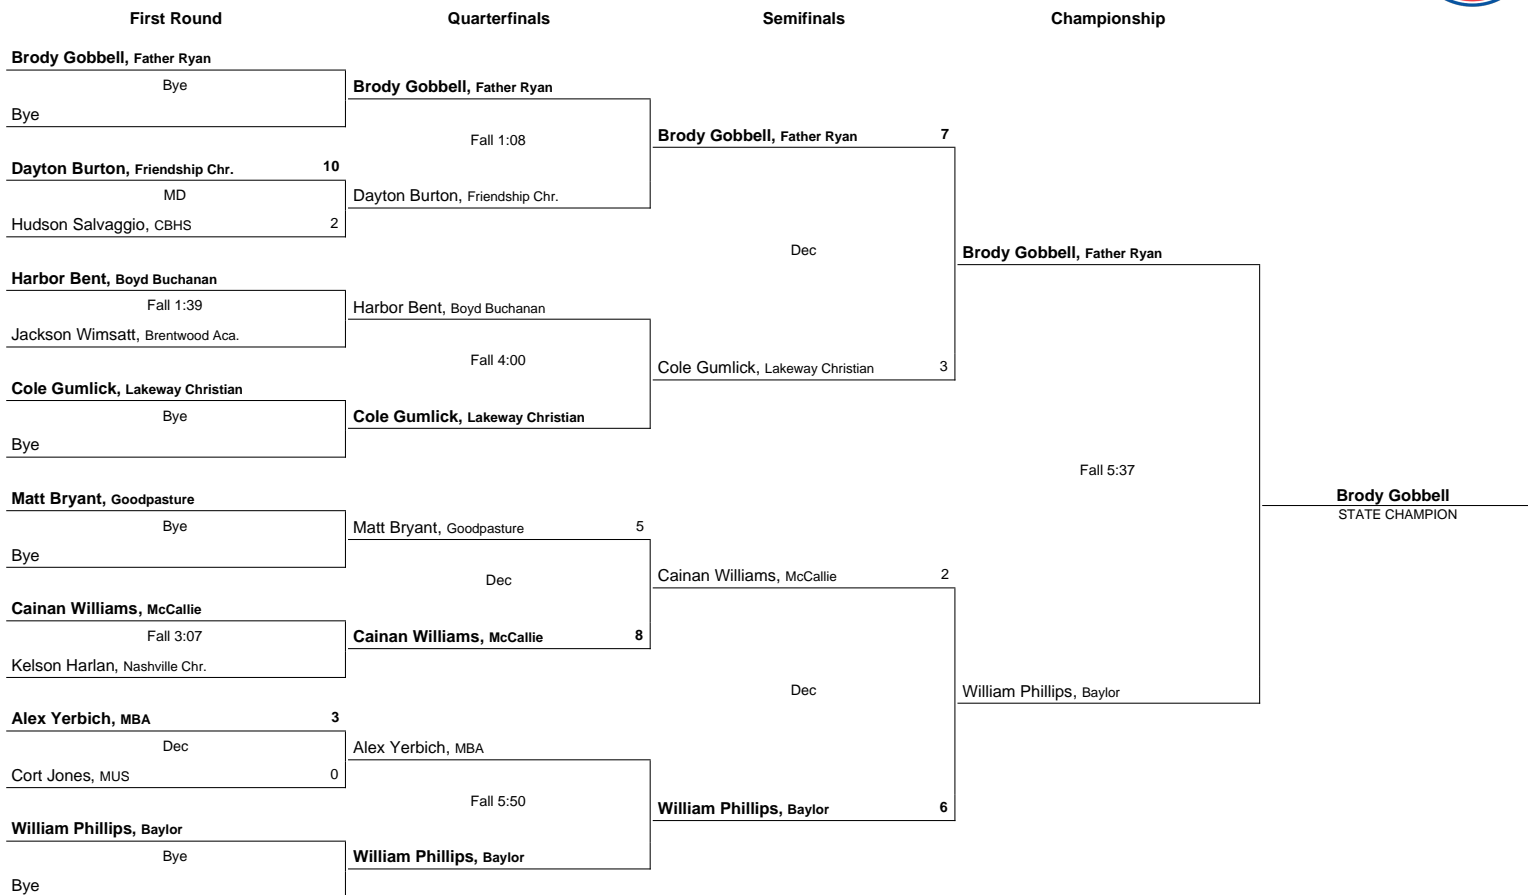 First Round
Quarterfinals
Semifinals
Championship
Brody Gobbell, Father Ryan
Bye
Bye
Dayton Burton, Friendship Chr. 10
MD
Hudson Salvaggio, CBHS 2
Harbor Bent, Boyd Buchanan
Fall 1:39
Jackson Wimsatt, Brentwood Aca.
Cole Gumlick, Lakeway Christian
Bye
Bye
Matt Bryant, Goodpasture
Bye
Bye
Cainan Williams, McCallie
Fall 3:07
Kelson Harlan, Nashville Chr.
Alex Yerbich, MBA 3
Dec
Cort Jones, MUS 0
William Phillips, Baylor
Bye
Bye
Brody Gobbell, Father Ryan
Fall 1:08
Dayton Burton, Friendship Chr.
Harbor Bent, Boyd Buchanan
Fall 4:00
Cole Gumlick, Lakeway Christian
Matt Bryant, Goodpasture 5
Dec
Cainan Williams, McCallie 8
Alex Yerbich, MBA
Fall 5:50
William Phillips, Baylor
Brody Gobbell, Father Ryan 7
Dec
Cole Gumlick, Lakeway Christian 3
Cainan Williams, McCallie 2
Dec
William Phillips, Baylor 6
Brody Gobbell, Father Ryan
Fall 5:37
William Phillips, Baylor
Brody Gobbell
STATE CHAMPION